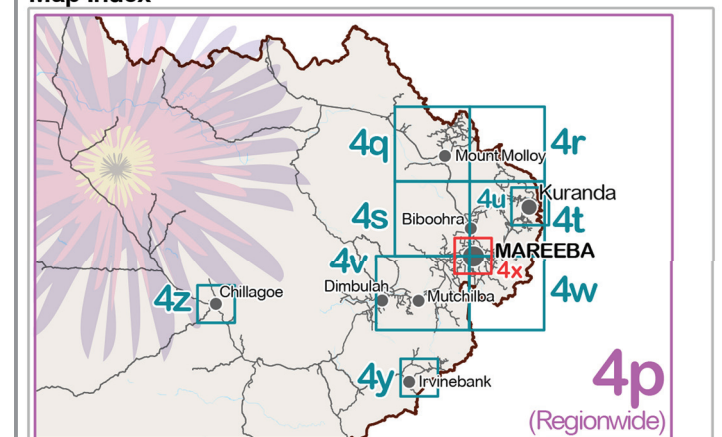 Map Index
4q
4r
Mount Molloy
4u
Kuranda
4s
Biboohra
4t
MAREEBA
4v
4x
Dimbulah
Mutchilba
4w
4z
Chillagoe
4y
Irvinebank
4p
(Regionwide)